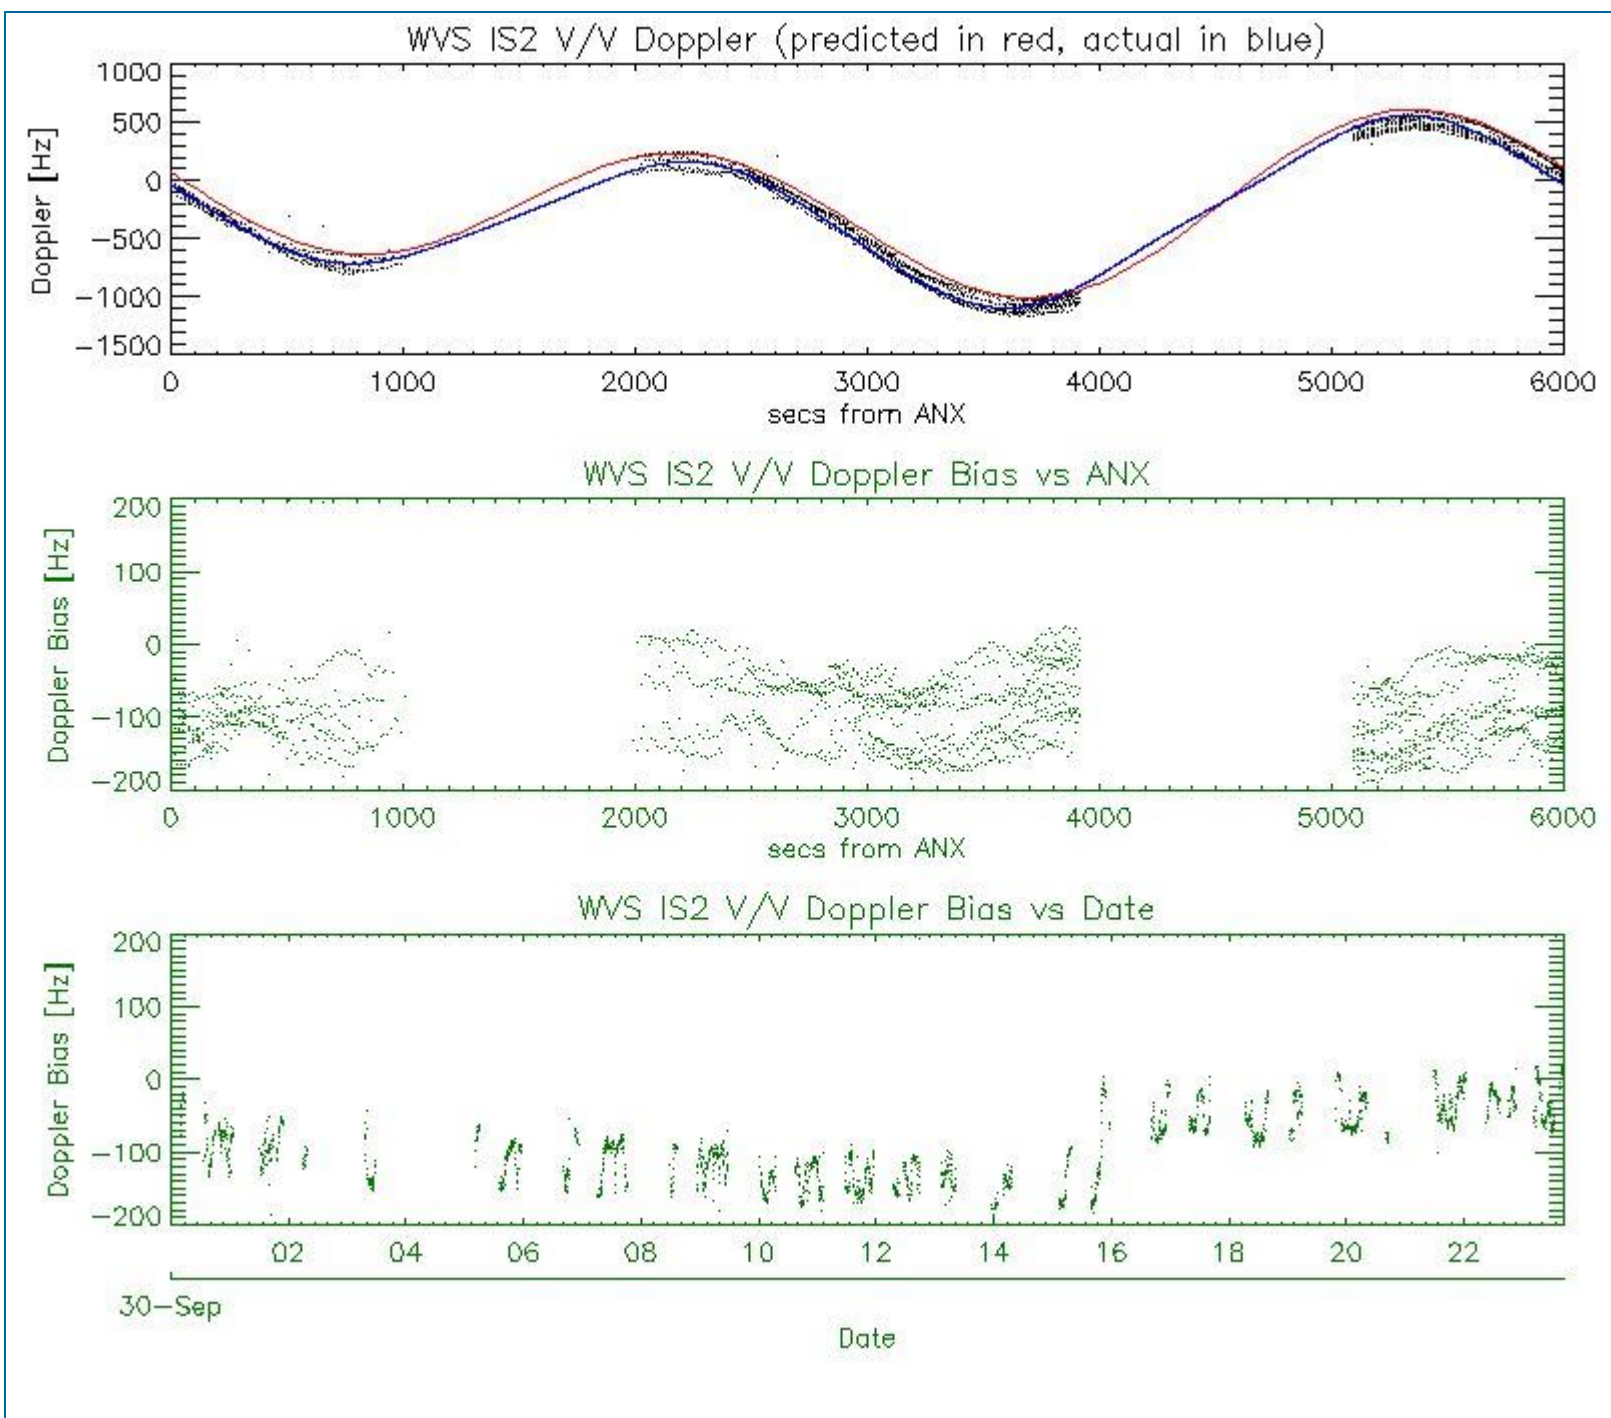 WVS IS2 V/V Doppler (predicted in red, actual in blue)
1000
500
0
−500
−1000
−1500
Doppler [Hz]
0 1000 2000 3000 4000 5000 6000
secs from ANX
WVS IS2 V/V Doppler Bias vs ANX
200
100
0
−100
−200
Doppler Bias [Hz]
0 1000 2000 3000 4000 5000 6000
secs from ANX
WVS IS2 V/V Doppler Bias vs Date
200
100
0
−100
−200
Doppler Bias [Hz]
02 04 06 08 10 12 14 16 18 20 22
30−Sep
Date